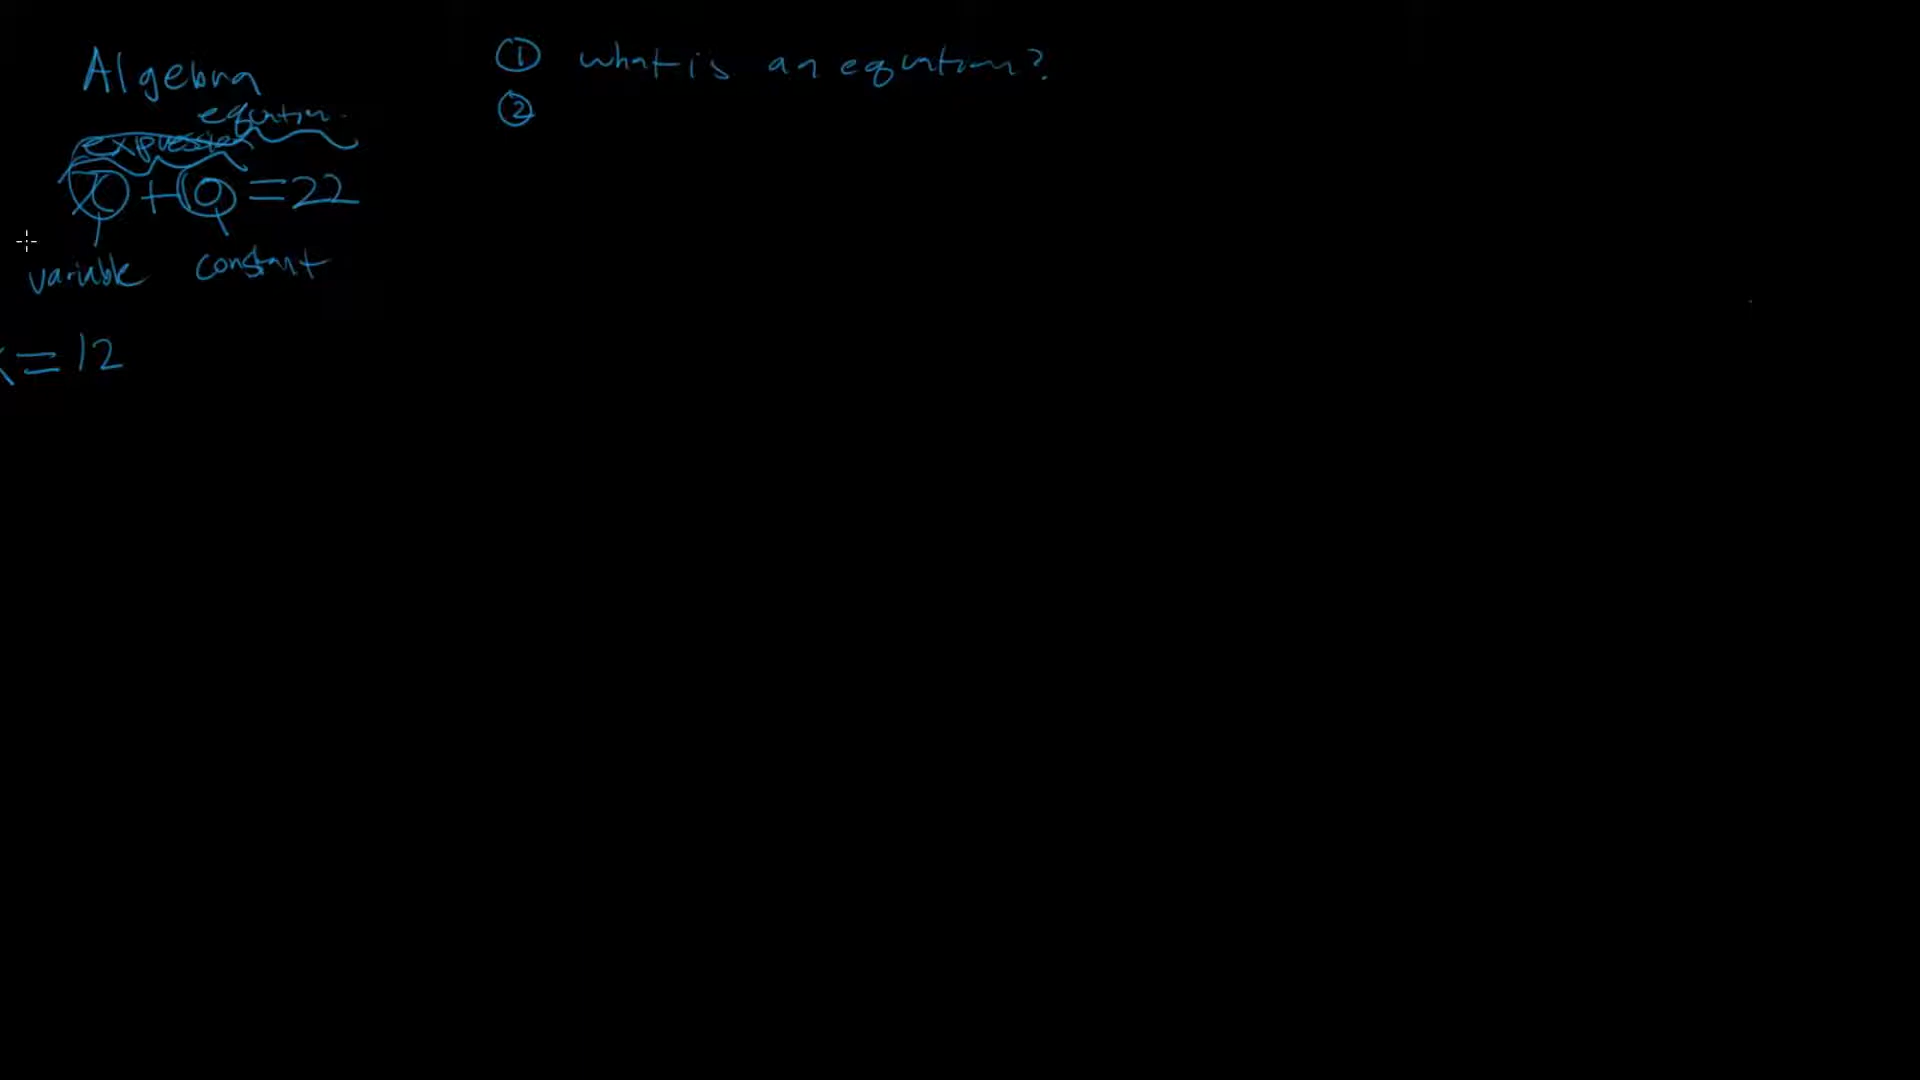 Algebra
equation
expression
x + 10 = 22
variable constant
x = 12
① what is an equation?
②